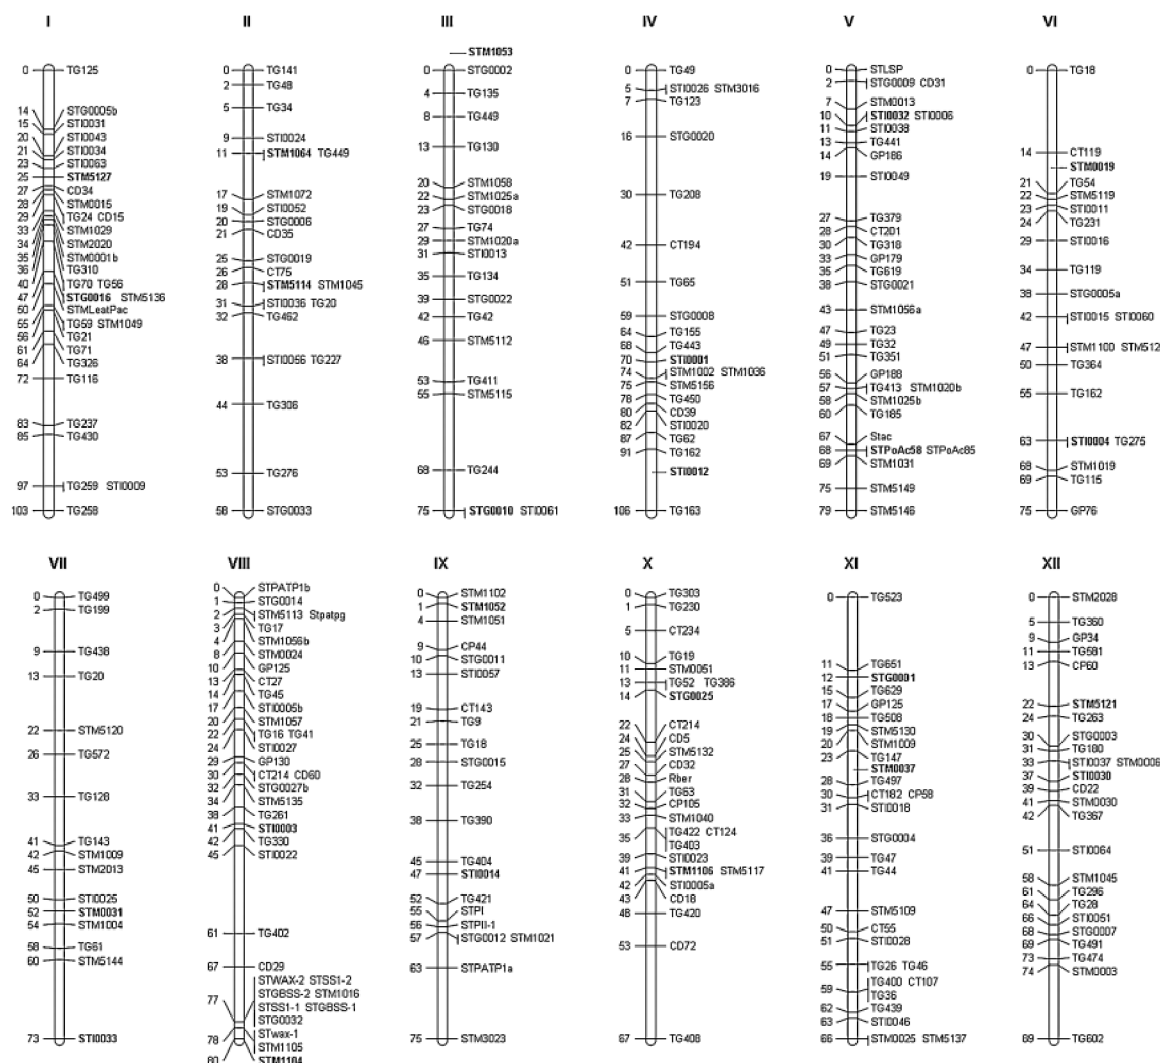 I
0 TG125
14 STG0005b
15 STI0031
20 STI0043
21 STI0034
23 STI0063
25 STM5127
27 CD34
28 STM0015
29 TG24 CD15
33 STM1029
34 STM2020
35 STM0001b
36 TG310
40 TG70 TG56
47 STG0016 STM5136
50 STMLeatPac
55 TG59 STM1049
56 TG21
61 TG71
64 TG326
72 TG116
83 TG237
85 TG430
97 TG259 STI0009
103 TG258
II
0 TG141
2 TG48
5 TG34
9 STI0024
11 STM1064 TG449
17 STM1072
19 STI0052
20 STG0006
21 CD35
25 STG0019
26 CT75
28 STM5114 STM1045
31 STI0036 TG20
32 TG462
38 STI0056 TG227
44 TG306
53 TG276
58 STG0033
III
STM1053
0 STG0002
4 TG135
8 TG449
13 TG130
20 STM1058
22 STM1025a
23 STG0018
27 TG74
29 STM1020a
31 STI0013
35 TG134
39 STG0022
42 TG42
46 STM5112
53 TG411
55 STM5115
68 TG244
75 STG0010 STI0061
IV
0 TG49
5 STI0026 STM3016
7 TG123
16 STG0020
30 TG208
42 CT194
51 TG65
59 STG0008
64 TG155
68 TG443
70 STI0001
74 STM1002 STM1036
75 STM5156
78 TG450
80 CD39
82 STI0020
87 TG62
91 TG162
STI0012
106 TG163
V
0 STLSP
2 STG0009 CD31
7 STM0013
10 STI0032 STI0006
11 STI0038
13 TG441
14 GP186
19 STI0049
27 TG379
28 CT201
30 TG318
33 GP179
35 TG619
38 STG0021
43 STM1056a
47 TG23
49 TG32
51 TG351
56 GP188
57 TG413 STM1020b
58 STM1025b
60 TG185
67 Stac
68 STPoAc58 STPoAc85
69 STM1031
75 STM5149
79 STM5146
VI
0 TG18
14 CT119
STM0019
21 TG54
22 STM5119
23 STI0011
24 TG231
29 STI0016
34 TG119
38 STG0005a
42 STI0015 STI0060
47 STM1100 STM512
50 TG364
55 TG162
63 STI0004 TG275
68 STM1019
69 TG115
75 GP76
VII
0 TG499
2 TG199
9 TG438
13 TG20
22 STM5120
26 TG572
33 TG128
41 TG143
42 STM1009
45 STM2013
50 STI0025
52 STM0031
54 STM1004
58 TG61
60 STM5144
73 STI0033
VIII
0 STPATP1b
1 STG0014
2 STM5113 Stpatpg
3 TG17
4 STM1056b
8 STM0024
10 GP125
13 CT27
14 TG45
17 STI0005b
20 STM1057
22 TG16 TG41
24 STI0027
29 GP130
30 CT214 CD60
32 STG0027b
34 STM5135
38 TG261
41 STI0003
42 TG330
45 STI0022
61 TG402
67 CD29
STWAX-2 STSS1-2
77 STGBSS-2 STM1016
STSS1-1 STGBSS-1
STG0032
78 STwax-1
STM1105
80 STM1104
IX
0 STM1102
1 STM1052
4 STM1051
9 CP44
10 STG0011
13 STI0057
19 CT143
21 TG9
25 TG18
28 STG0015
32 TG254
38 TG390
45 TG404
47 STI0014
52 TG421
55 STPI
56 STPII-1
57 STG0012 STM1021
63 STPATP1a
75 STM3023
X
0 TG303
1 TG230
5 CT234
10 TG19
11 STM0051
13 TG52 TG386
14 STG0025
22 CT214
24 CD5
25 STM5132
27 CD32
28 Rber
31 TG63
32 CP105
33 STM1040
35 TG422 CT124
TG403
39 STI0023
41 STM1106 STM5117
42 STI0005a
43 CD18
48 TG420
53 CD72
67 TG408
XI
0 TG523
11 TG651
12 STG0001
15 TG629
17 GP125
18 TG508
19 STM5130
20 STM1009
23 TG147
STM0037
28 TG497
30 CT182 CP58
31 STI0018
36 STG0004
39 TG47
41 TG44
47 STM5109
50 CT55
51 STI0028
55 TG26 TG46
59 TG400 CT107
TG36
62 TG439
63 STI0046
66 STM0025 STM5137
XII
0 STM2028
5 TG360
9 GP34
11 TG581
13 CP60
22 STM5121
24 TG263
30 STG0003
31 TG180
33 STI0037 STM0006
37 STI0030
39 CD22
41 STM0030
42 TG367
51 STI0064
58 STM1045
61 TG296
64 TG28
66 STI0051
68 STG0007
69 TG491
73 TG474
74 STM0003
69 TG602